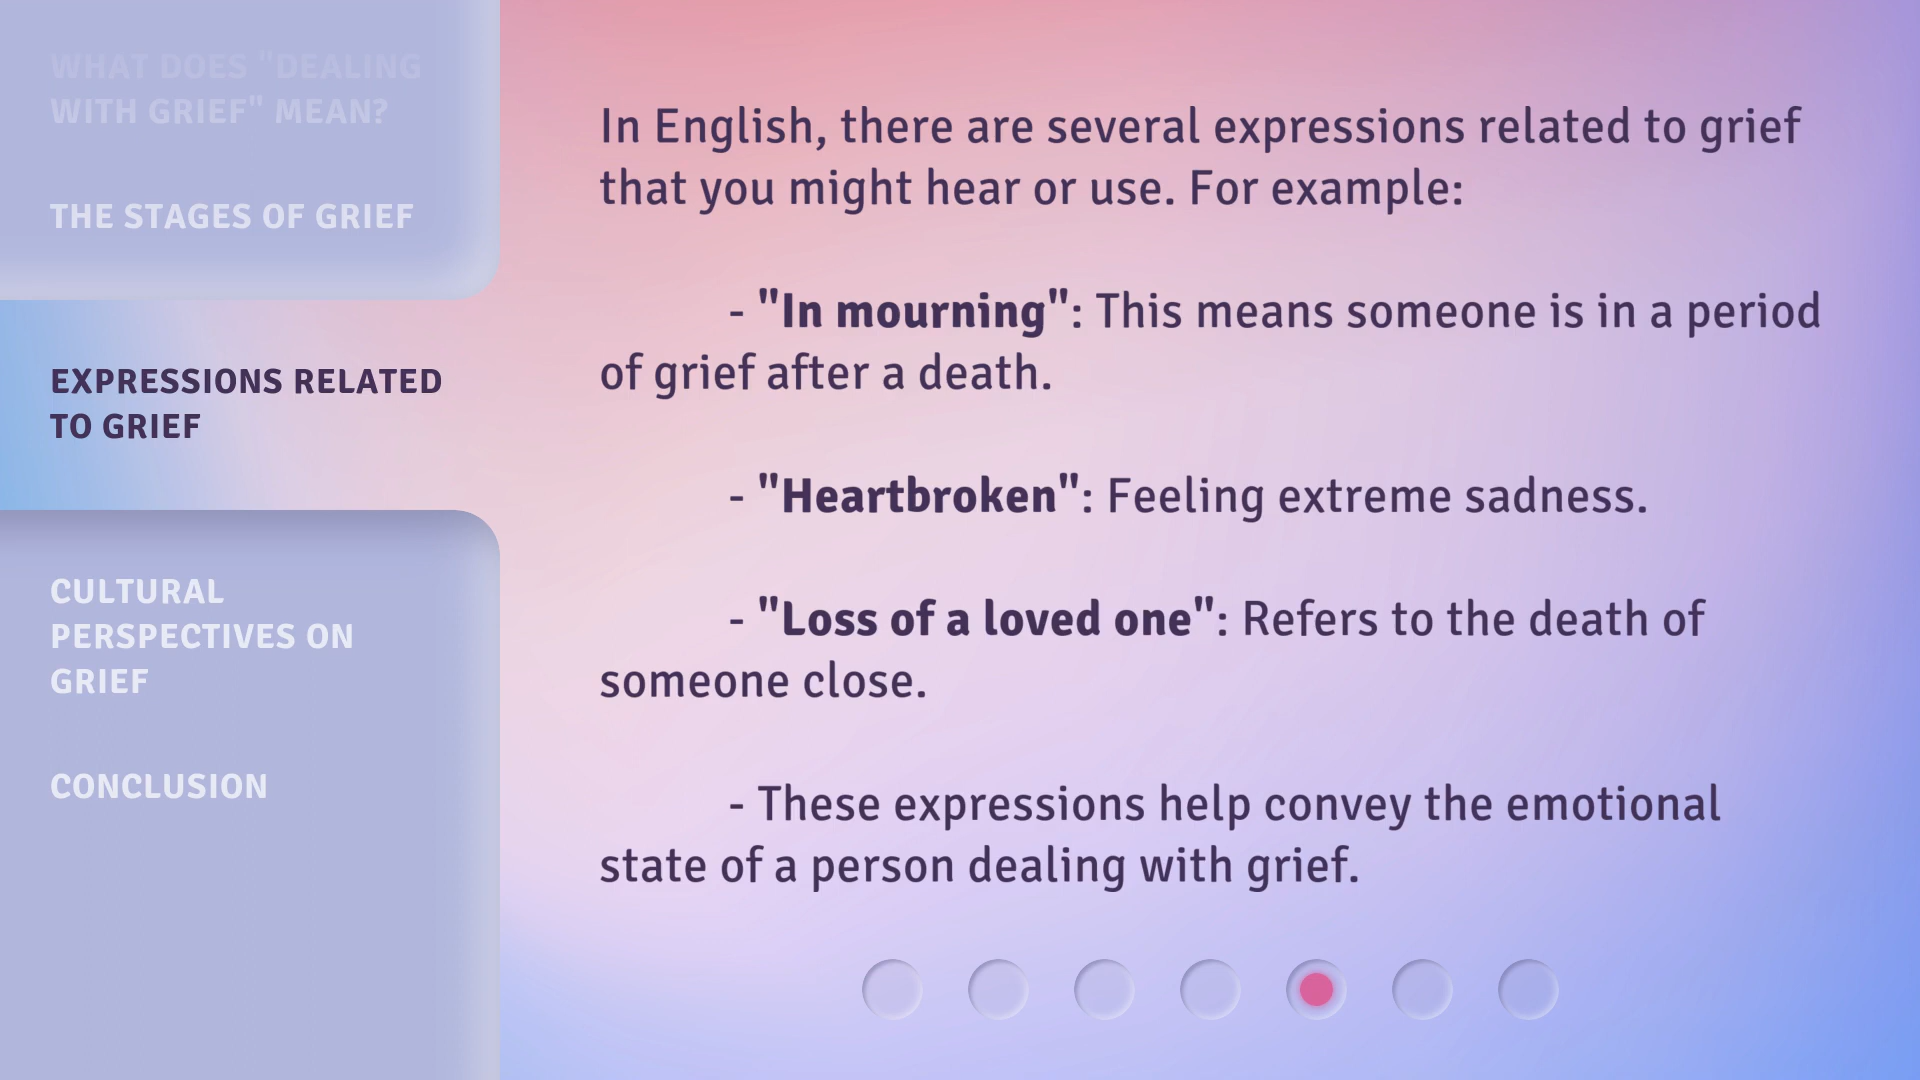 WHAT DOES "DEALING
WITH GRIEF" MEAN?
THE STAGES OF GRIEF
EXPRESSIONS RELATED
TO GRIEF
CULTURAL
PERSPECTIVES ON
GRIEF
CONCLUSION
In English, there are several expressions related to grief
that you might hear or use. For example:
- "In mourning": This means someone is in a period
of grief after a death.
- "Heartbroken": Feeling extreme sadness.
- "Loss of a loved one": Refers to the death of
someone close.
- These expressions help convey the emotional
state of a person dealing with grief.